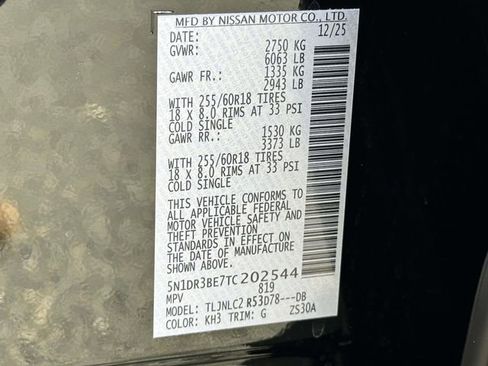 MFD BY NISSAN MOTOR CO., LTD.
DATE: 12/25
GVWR: 2750 KG
6063 LB
GAWR FR.: 1335 KG
2943 LB
WITH 255/60R18 TIRES
18 X 8.0 RIMS AT 33 PSI
COLD SINGLE
GAWR RR.: 1530 KG
3373 LB
WITH 255/60R18 TIRES
18 X 8.0 RIMS AT 33 PSI
COLD SINGLE
THIS VEHICLE CONFORMS TO
ALL APPLICABLE FEDERAL
MOTOR VEHICLE SAFETY AND
THEFT PREVENTION
STANDARDS IN EFFECT ON
THE DATE OF MANUFACTURE
SHOWN ABOVE.
5N1DR3BE7TC202544
MPV 819
MODEL: TLJNLC2 R53D78---DB
COLOR: KH3 TRIM: G ZS30A